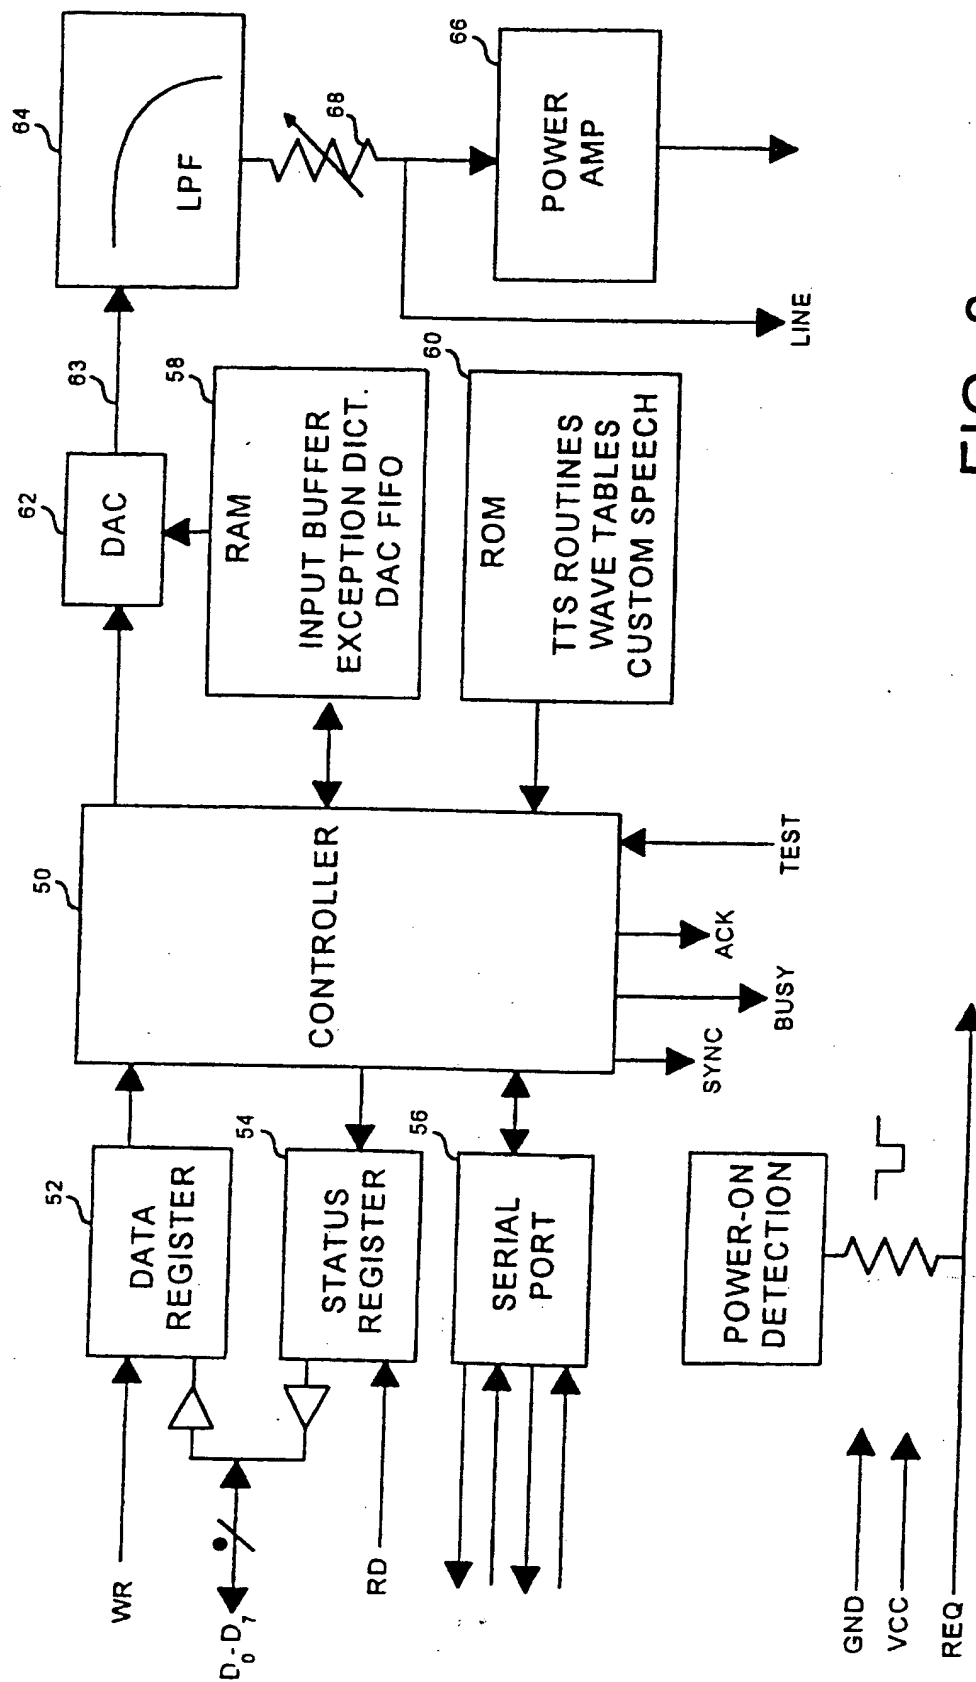 52
DATA
REGISTER
WR
D0-D7
54
STATUS
REGISTER
RD
56
SERIAL
PORT
POWER-ON
DETECTION
GND
VCC
REQ
50
CONTROLLER
SYNC
BUSY
ACK
TEST
62
DAC
63
58
RAM
INPUT BUFFER
EXCEPTION DICT.
DAC FIFO
60
ROM
TTS ROUTINES
WAVE TABLES
CUSTOM SPEECH
64
LPF
68
66
POWER
AMP
LINE